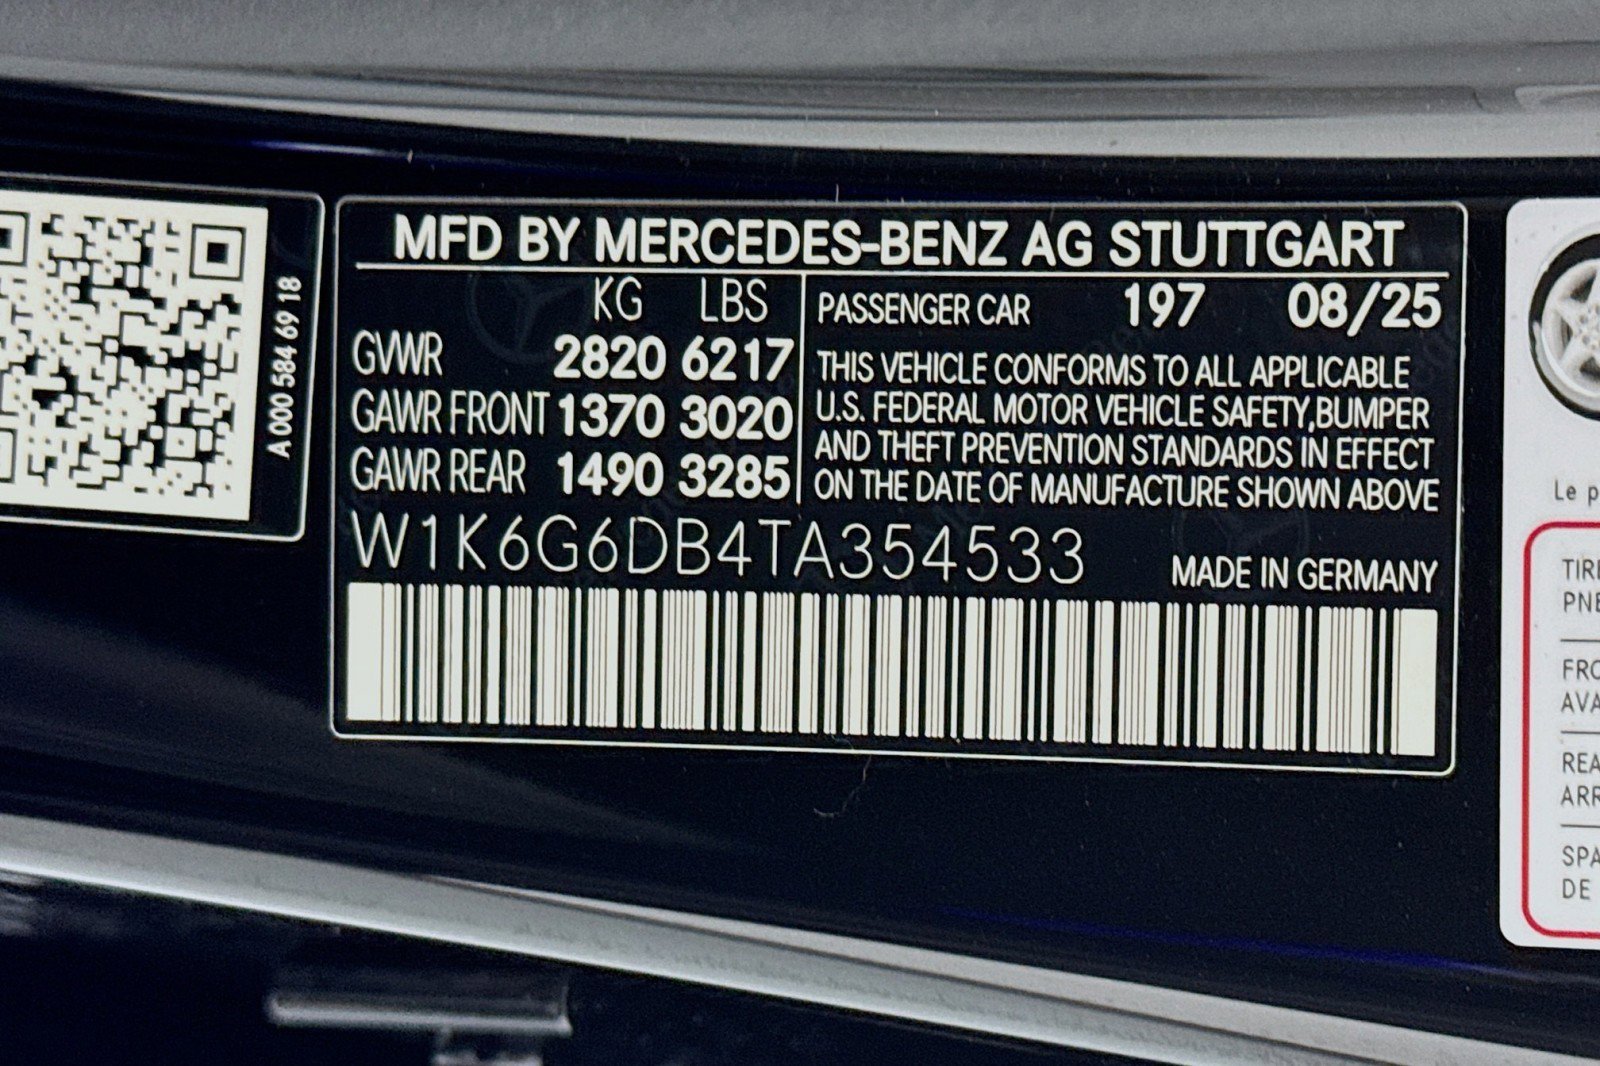 A 000 584 69 18
MFD BY MERCEDES-BENZ AG STUTTGART
KG LBS
GVWR 2820 6217
GAWR FRONT 1370 3020
GAWR REAR 1490 3285
PASSENGER CAR 197 08/25
THIS VEHICLE CONFORMS TO ALL APPLICABLE
U.S. FEDERAL MOTOR VEHICLE SAFETY,BUMPER
AND THEFT PREVENTION STANDARDS IN EFFECT
ON THE DATE OF MANUFACTURE SHOWN ABOVE
W1K6G6DB4TA354533
MADE IN GERMANY
Le
DE